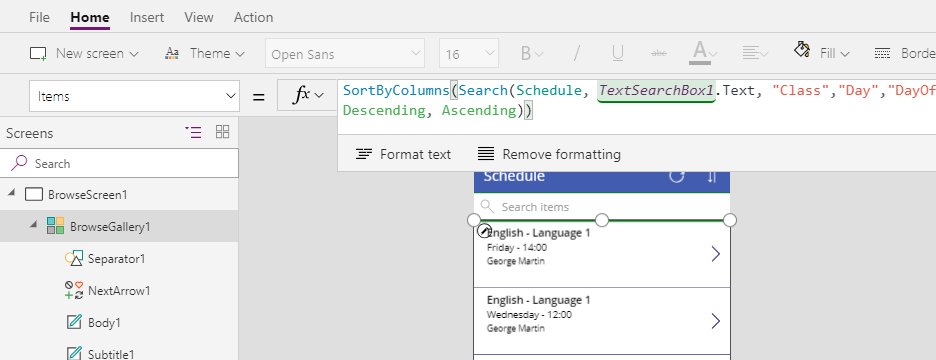 File Home Insert View Action
New screen Theme Open Sans 16 B / U abc A Fill Borde
Items = fx SortByColumns(Search(Schedule, TextSearchBox1.Text, "Class","Day","DayOf
Descending, Ascending))
Screens
Format text Remove formatting
Search
Schedule
BrowseScreen1
Search items
BrowseGallery1
English - Language 1
Friday - 14:00
George Martin
Separator1
NextArrow1
English - Language 1
Wednesday - 12:00
George Martin
Body1
Subtitle1